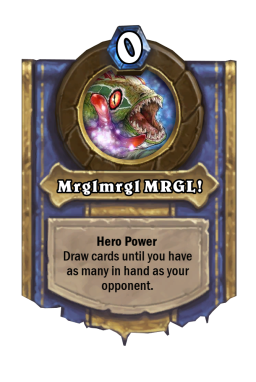 0
Mrglmrgl MRGL!
Hero Power
Draw cards until you have
as many in hand as your
opponent.